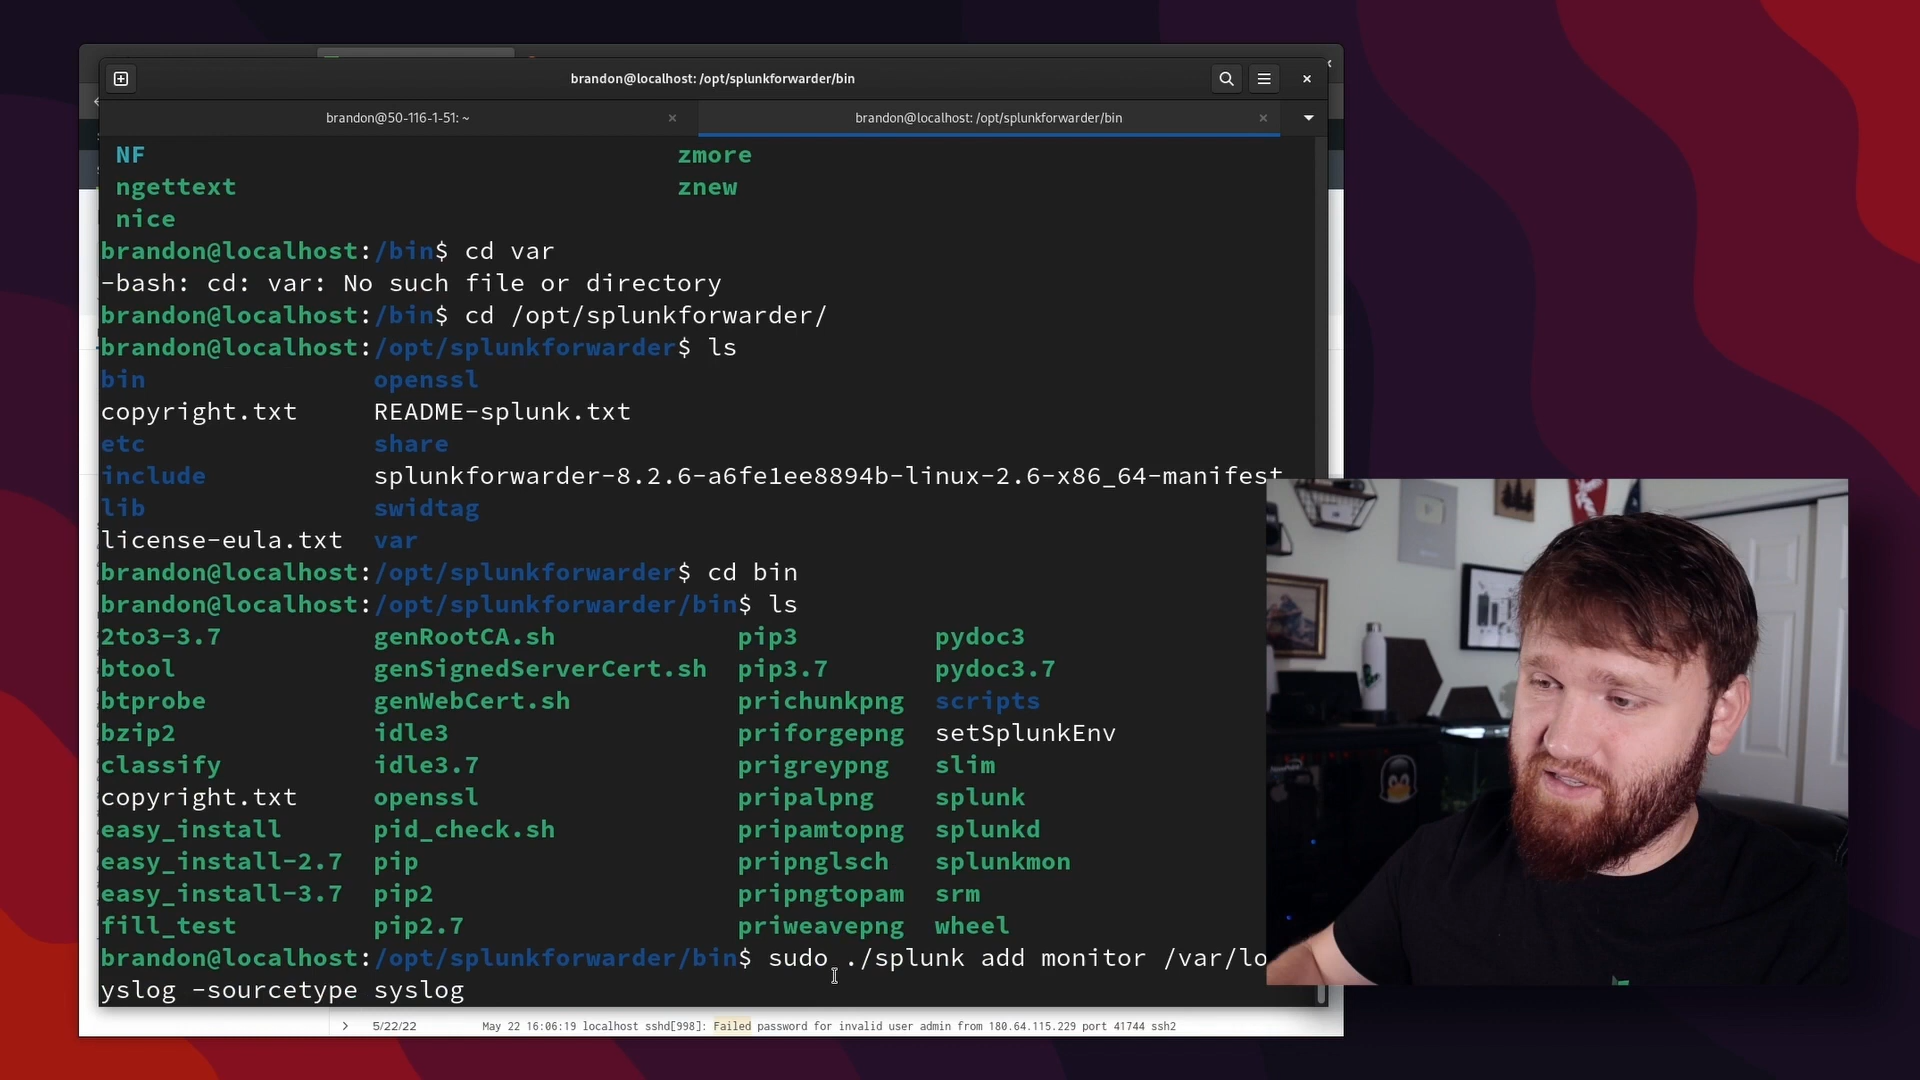 brandon@localhost: /opt/splunkforwarder/bin
brandon@50-116-1-51: ~
brandon@localhost: /opt/splunkforwarder/bin
NF zmore
ngettext znew
nice
brandon@localhost:/bin$ cd var
-bash: cd: var: No such file or directory
brandon@localhost:/bin$ cd /opt/splunkforwarder/
brandon@localhost:/opt/splunkforwarder$ ls
bin openssl
copyright.txt README-splunk.txt
etc share
include splunkforwarder-8.2.6-a6fe1ee8894b-linux-2.6-x86_64-manifest
lib swidtag
license-eula.txt var
brandon@localhost:/opt/splunkforwarder$ cd bin
brandon@localhost:/opt/splunkforwarder/bin$ ls
2to3-3.7 genRootCA.sh pip3 pydoc3
btool genSignedServerCert.sh pip3.7 pydoc3.7
btprobe genWebCert.sh prichunkpng scripts
bzip2 idle3 priforgepng setSplunkEnv
classify idle3.7 prigreypng slim
copyright.txt openssl pripalpng splunk
easy_install pid_check.sh pripamtopng splunkd
easy_install-2.7 pip pripnglsch splunkmon
easy_install-3.7 pip2 pripngtopam srm
fill_test pip2.7 priweavepng wheel
brandon@localhost:/opt/splunkforwarder/bin$ sudo ./splunk add monitor /var/lo
yslog -sourcetype syslog
5/22/22 May 22 16:06:19 localhost sshd[998]: Failed password for invalid user admin from 180.64.115.229 port 41744 ssh2